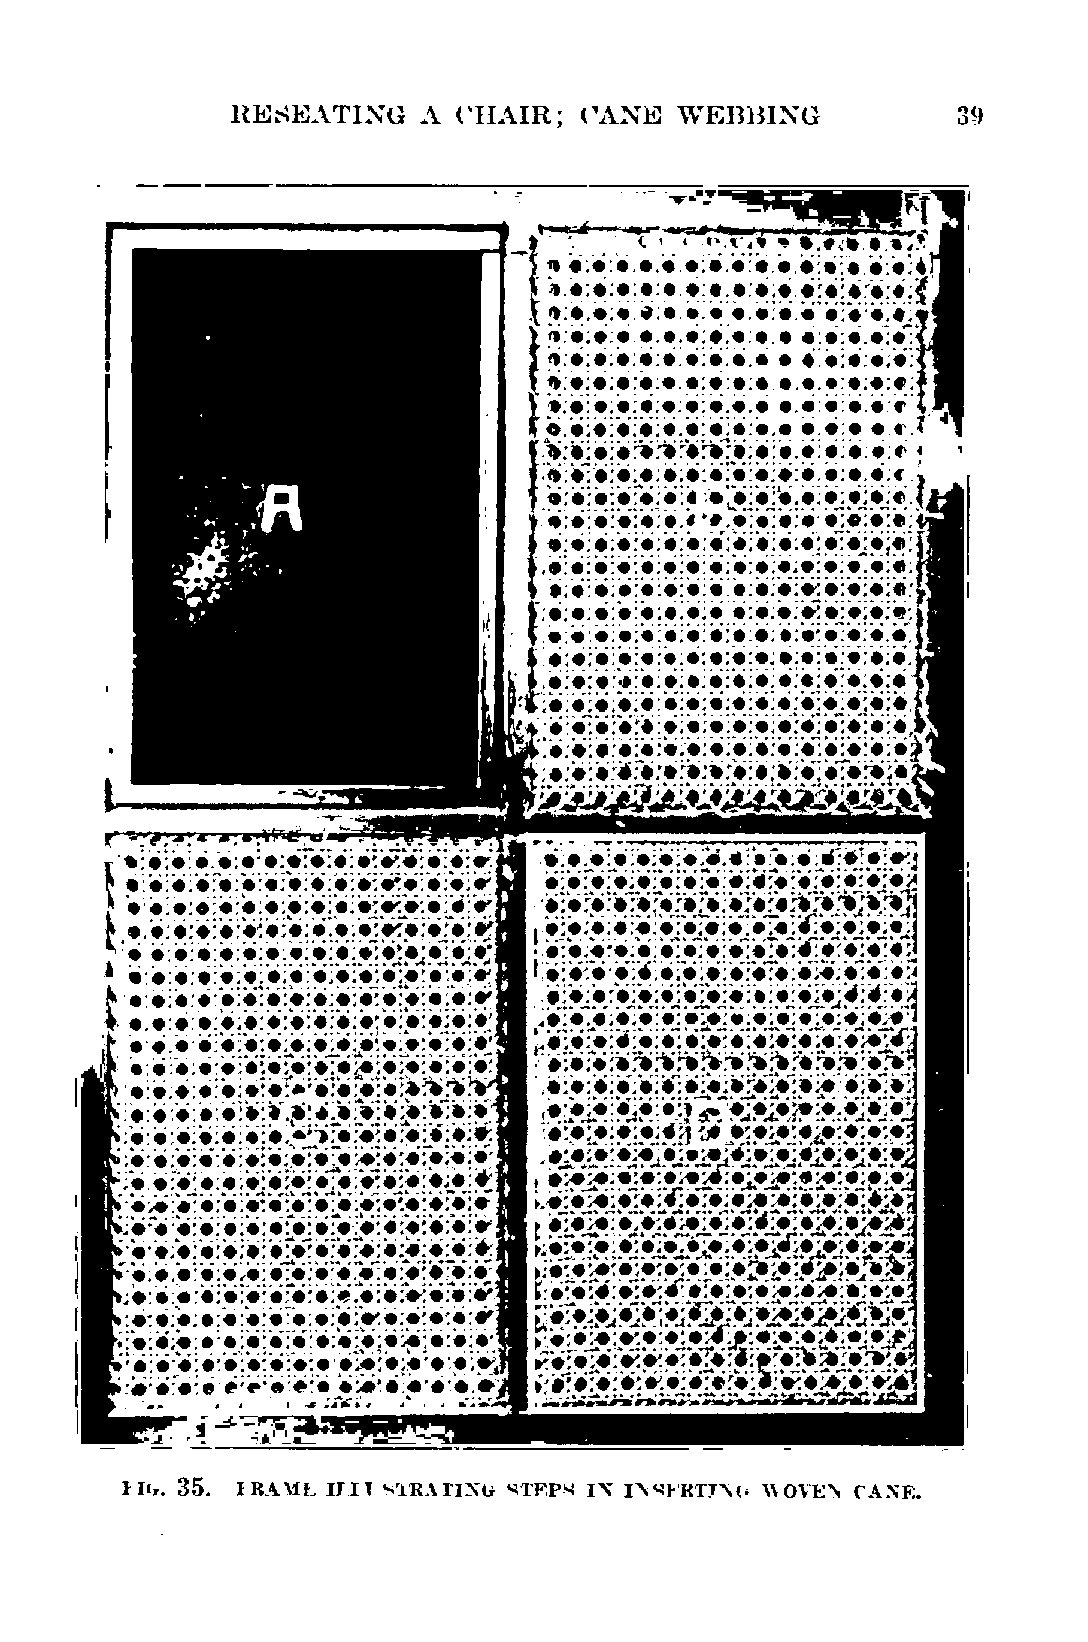 RESEATING A CHAIR; CANE WEBBING 39
A
C
D
FIG. 35. FRAME ILLUSTRATING STEPS IN INSERTING WOVEN CANE.